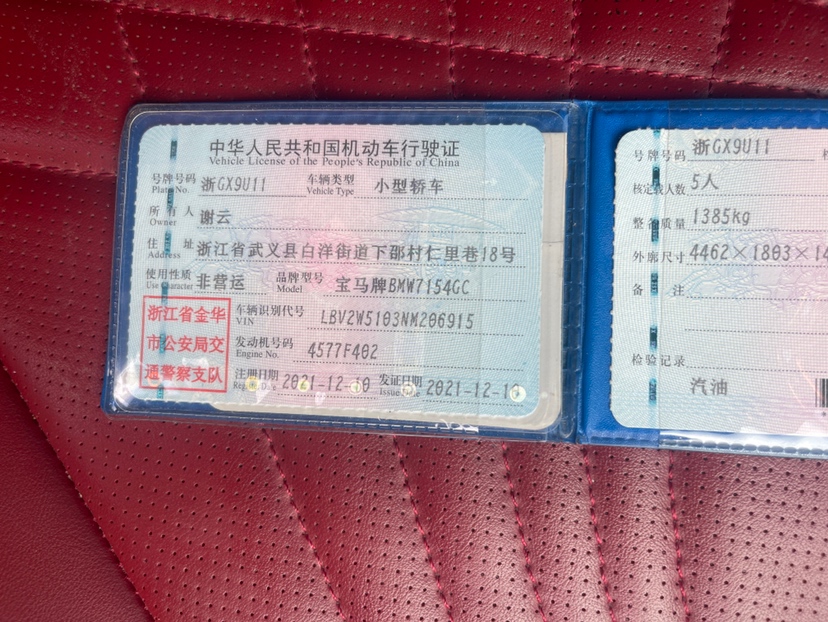 中华人民共和国机动车行驶证
Vehicle License of the People's Republic of China
号牌号码 浙GX9U11 车辆类型 小型轿车
Plate No. Vehicle Type
所有人 谢云
Owner
住址 浙江省武义县白洋街道下邵村仁里巷18号
Address
使用性质 非营运 品牌型号 宝马牌BMW7154GC
Use Character Model
浙江省金华
市公安局交
通警察支队
车辆识别代号 LBV2W5103NM206915
VIN
发动机号码 4577F402
Engine No.
注册日期 2021-12-10 发证日期 2021-12-10
Register Date Issue Date
号牌号码 浙GX9U11
核定载人数 5人
整备质量 1385kg
外廓尺寸 4462×1803×14
备注
检验记录
汽油